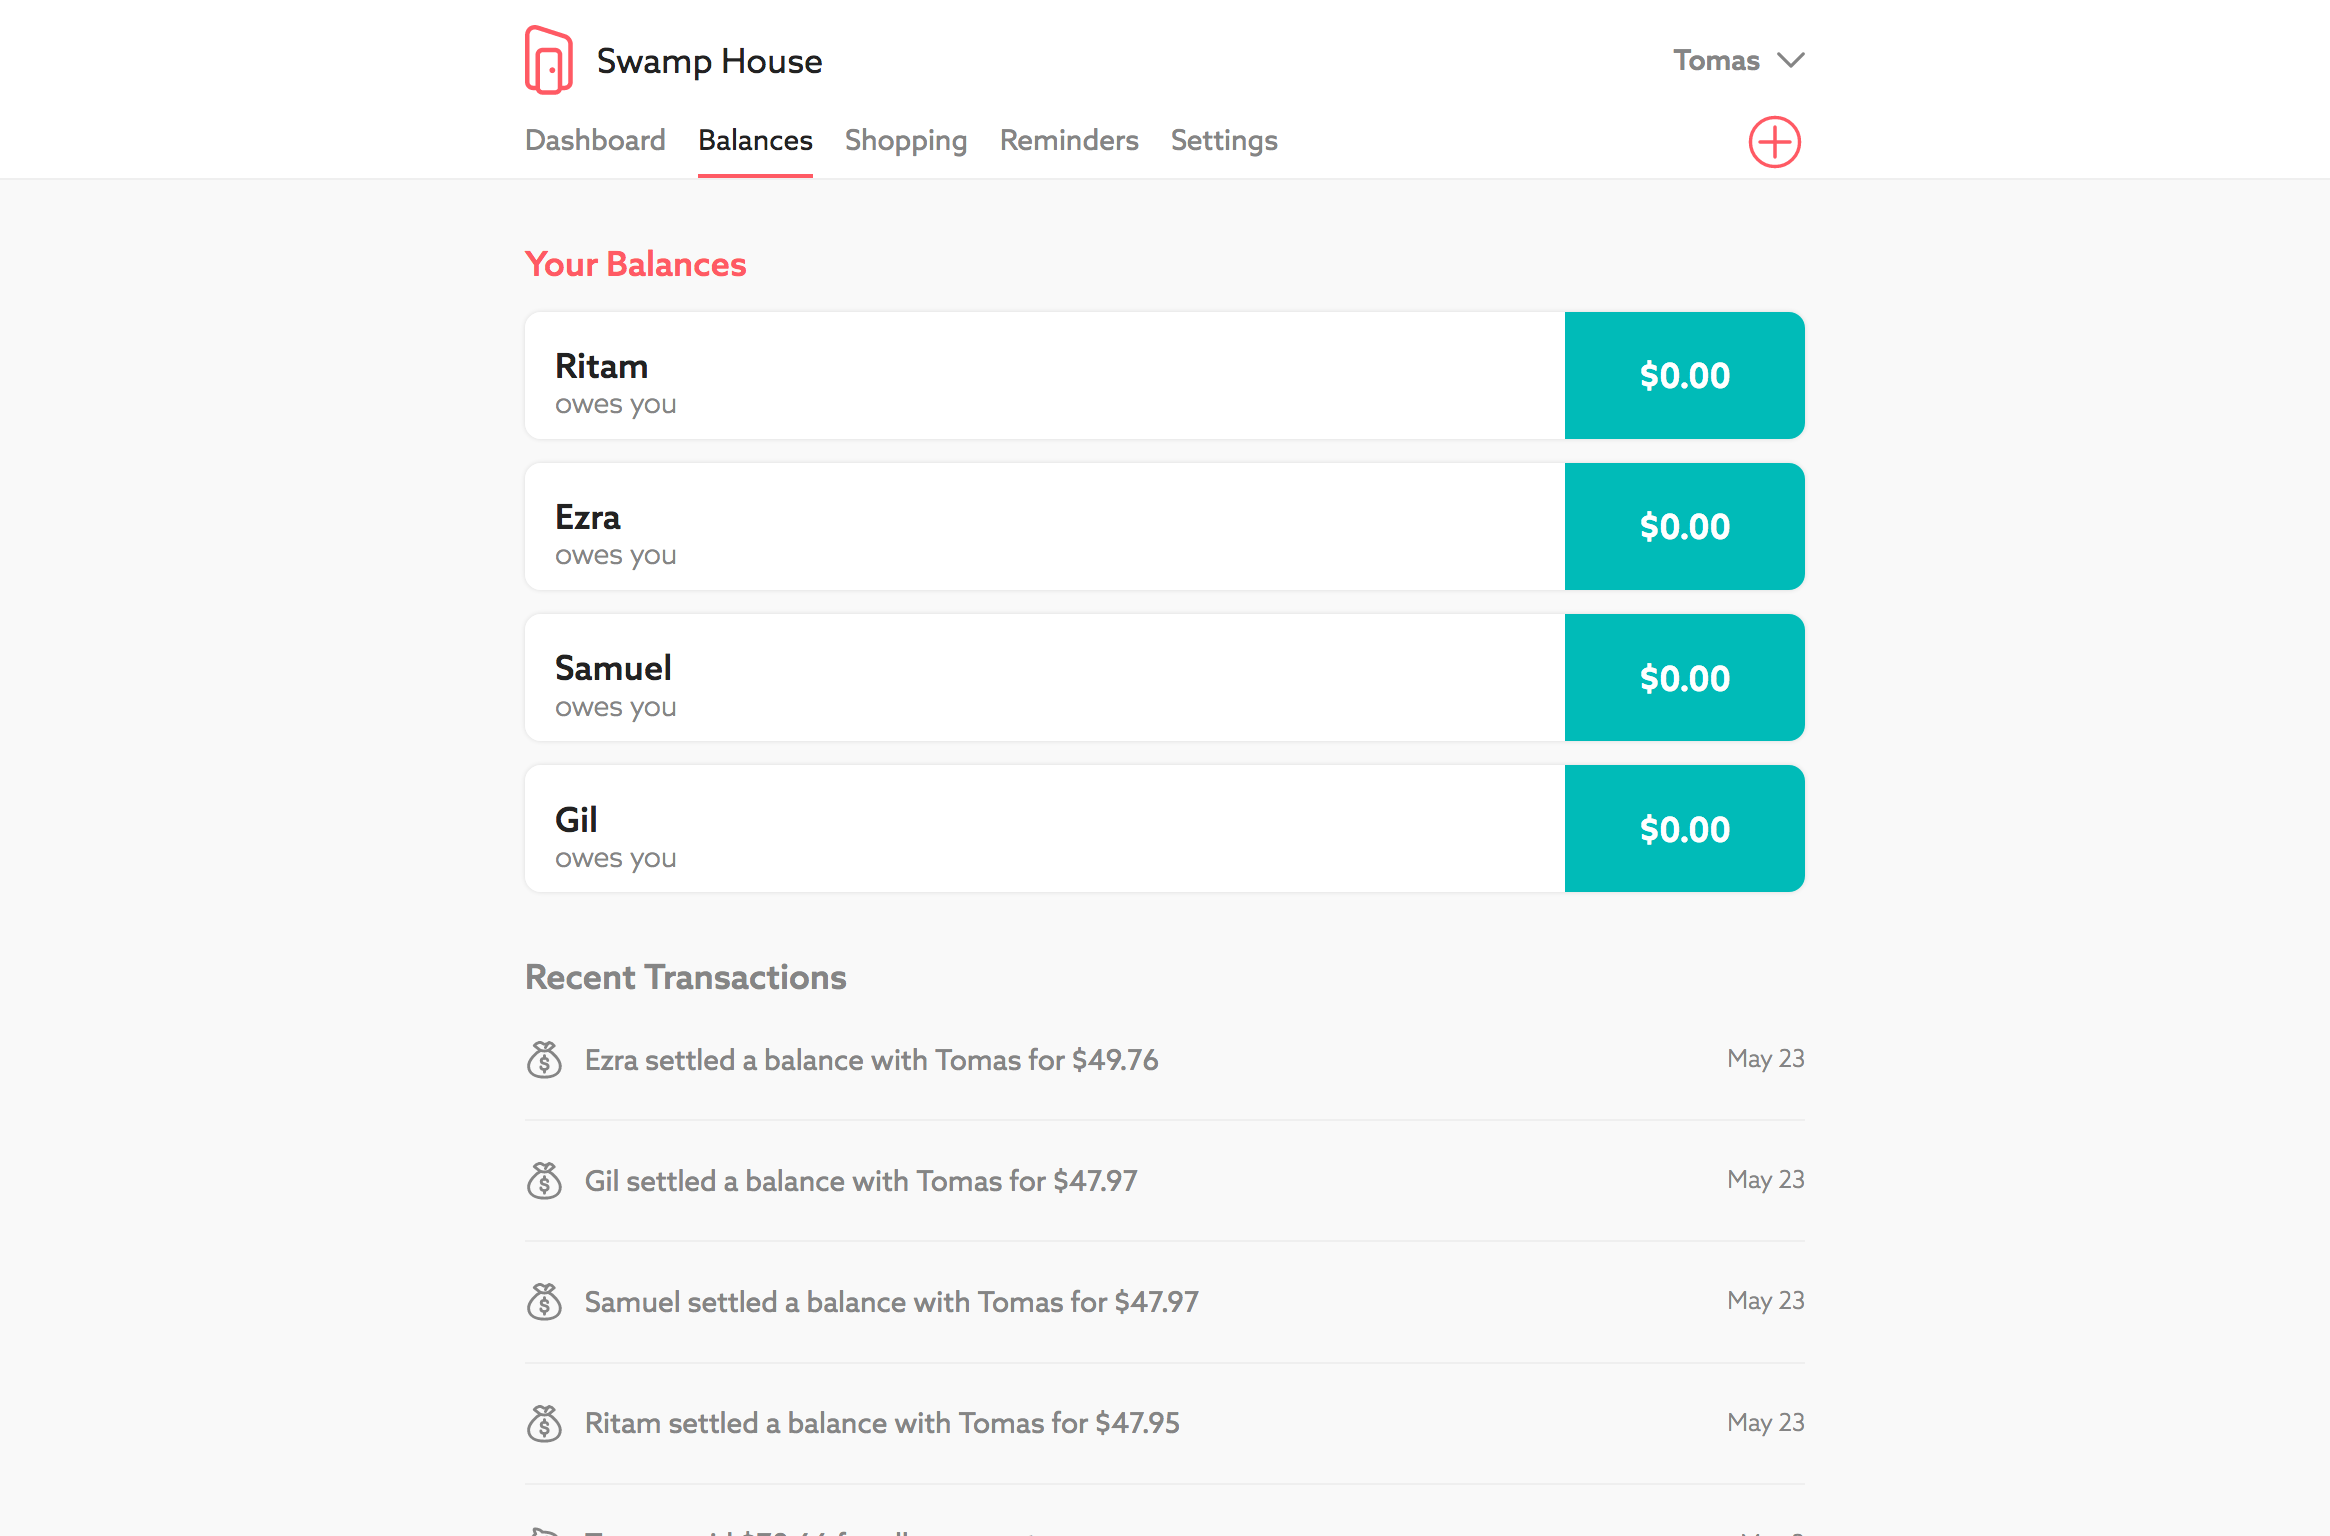 Swamp House
Tomas
Dashboard Balances Shopping Reminders Settings
Your Balances
Ritam
owes you
$0.00
Ezra
owes you
$0.00
Samuel
owes you
$0.00
Gil
owes you
$0.00
Recent Transactions
Ezra settled a balance with Tomas for $49.76
May 23
Gil settled a balance with Tomas for $47.97
May 23
Samuel settled a balance with Tomas for $47.97
May 23
Ritam settled a balance with Tomas for $47.95
May 23